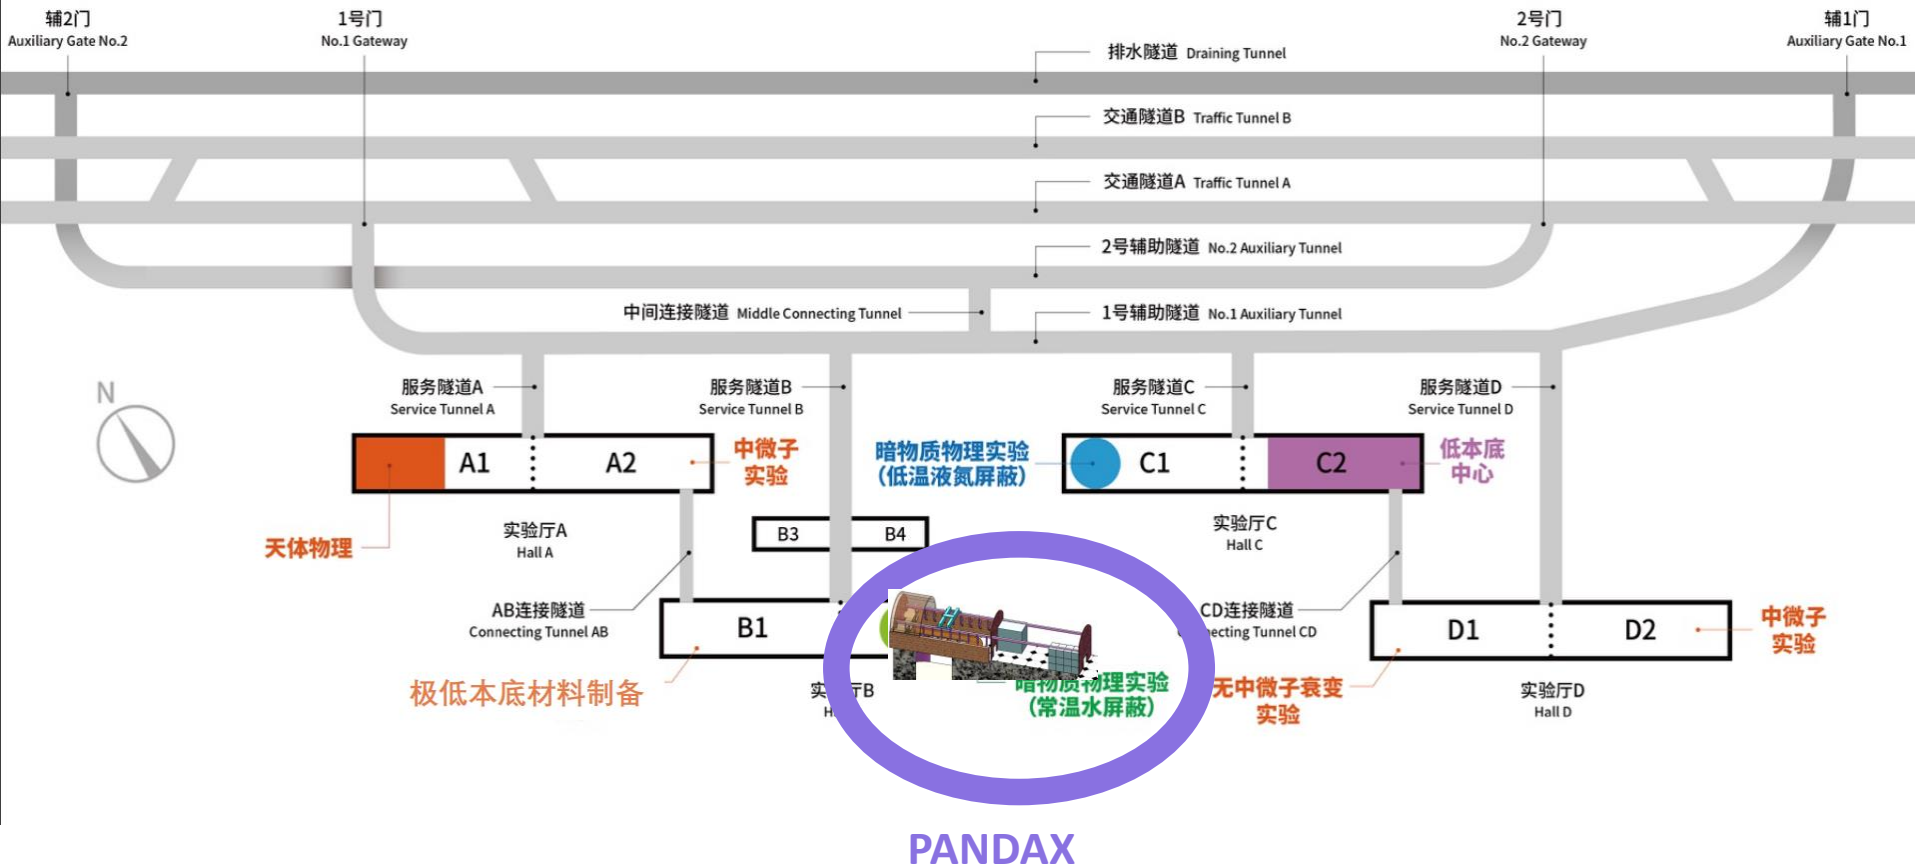 辅2门
Auxiliary Gate No.2
1号门
No.1 Gateway
2号门
No.2 Gateway
辅1门
Auxiliary Gate No.1
排水隧道 Draining Tunnel
交通隧道B Traffic Tunnel B
交通隧道A Traffic Tunnel A
2号辅助隧道 No.2 Auxiliary Tunnel
中间连接隧道 Middle Connecting Tunnel
1号辅助隧道 No.1 Auxiliary Tunnel
N
服务隧道A
Service Tunnel A
服务隧道B
Service Tunnel B
服务隧道C
Service Tunnel C
服务隧道D
Service Tunnel D
A1
A2
中微子
实验
暗物质物理实验
（低温液氮屏蔽）
C1
C2
低本底
中心
天体物理
实验厅A
Hall A
B3
B4
实验厅C
Hall C
AB连接隧道
Connecting Tunnel AB
B1
CD连接隧道
Connecting Tunnel CD
D1
D2
中微子
实验
极低本底材料制备
实验厅B
暗物质物理实验
（常温水屏蔽）
无中微子衰变
实验
实验厅D
Hall D
PANDAX